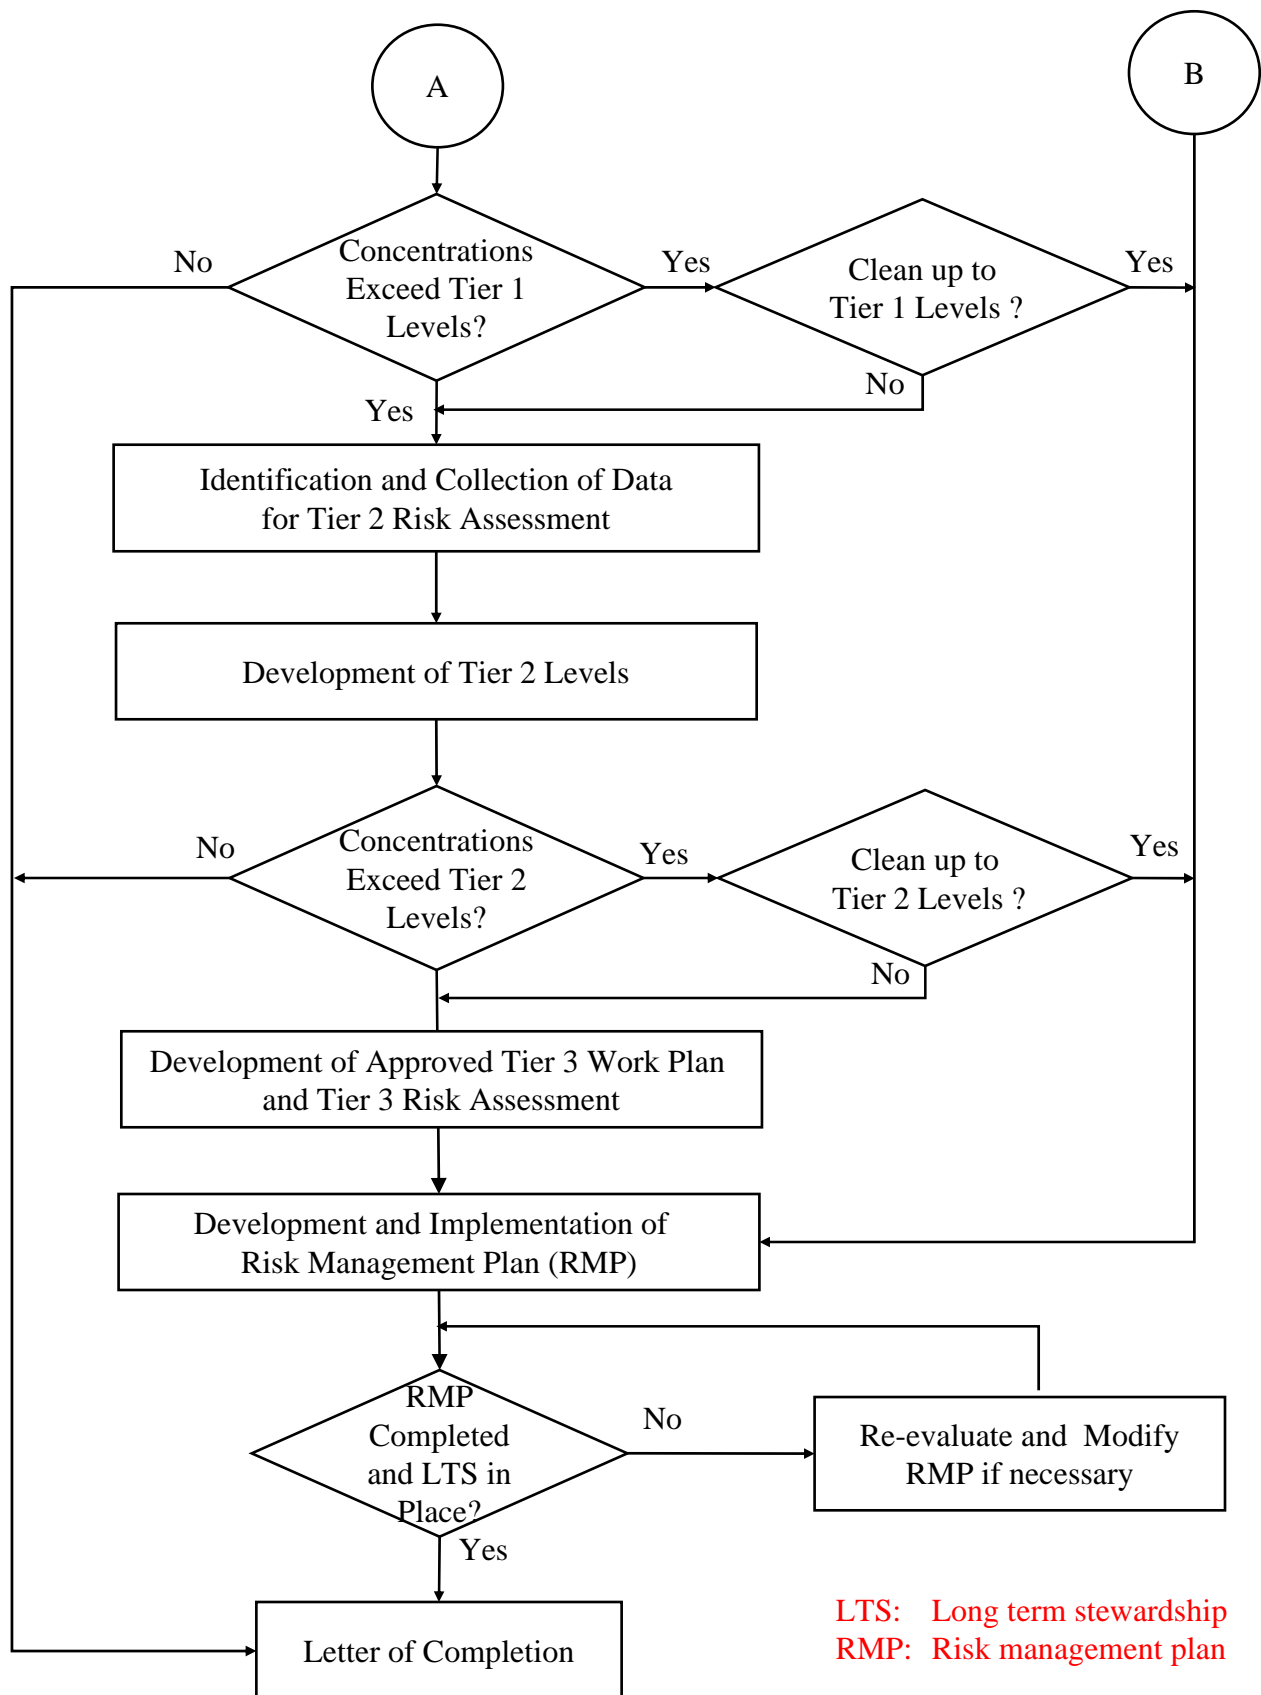 A
B
No
Concentrations
Exceed Tier 1
Levels?
Yes
Clean up to
Tier 1 Levels ?
Yes
No
Yes
Identification and Collection of Data
for Tier 2 Risk Assessment
Development of Tier 2 Levels
No
Concentrations
Exceed Tier 2
Levels?
Yes
Clean up to
Tier 2 Levels ?
Yes
No
Development of Approved Tier 3 Work Plan
and Tier 3 Risk Assessment
Development and Implementation of
Risk Management Plan (RMP)
RMP
Completed
and LTS in
Place?
No
Re-evaluate and  Modify
RMP if necessary
Yes
Letter of Completion
LTS: Long term stewardship
RMP: Risk management plan